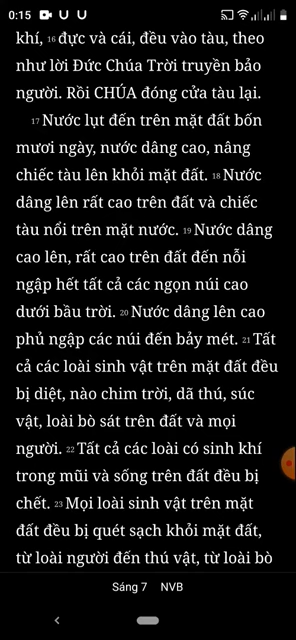 0:15
khí, 16 đực và cái, đều vào tàu, theo
như lời Đức Chúa Trời truyền bảo
người. Rồi CHÚA đóng cửa tàu lại.
17 Nước lụt đến trên mặt đất bốn
mươi ngày, nước dâng cao, nâng
chiếc tàu lên khỏi mặt đất. 18 Nước
dâng lên rất cao trên đất và chiếc
tàu nổi trên mặt nước. 19 Nước dâng
cao lên, rất cao trên đất đến nỗi
ngập hết tất cả các ngọn núi cao
dưới bầu trời. 20 Nước dâng lên cao
phủ ngập các núi đến bảy mét. 21 Tất
cả các loài sinh vật trên mặt đất đều
bị diệt, nào chim trời, dã thú, súc
vật, loài bò sát trên đất và mọi
người. 22 Tất cả các loài có sinh khí
trong mũi và sống trên đất đều bị
chết. 23 Mọi loài sinh vật trên mặt
đất đều bị quét sạch khỏi mặt đất,
từ loài người đến thú vật, từ loài bò
Sáng 7 NVB